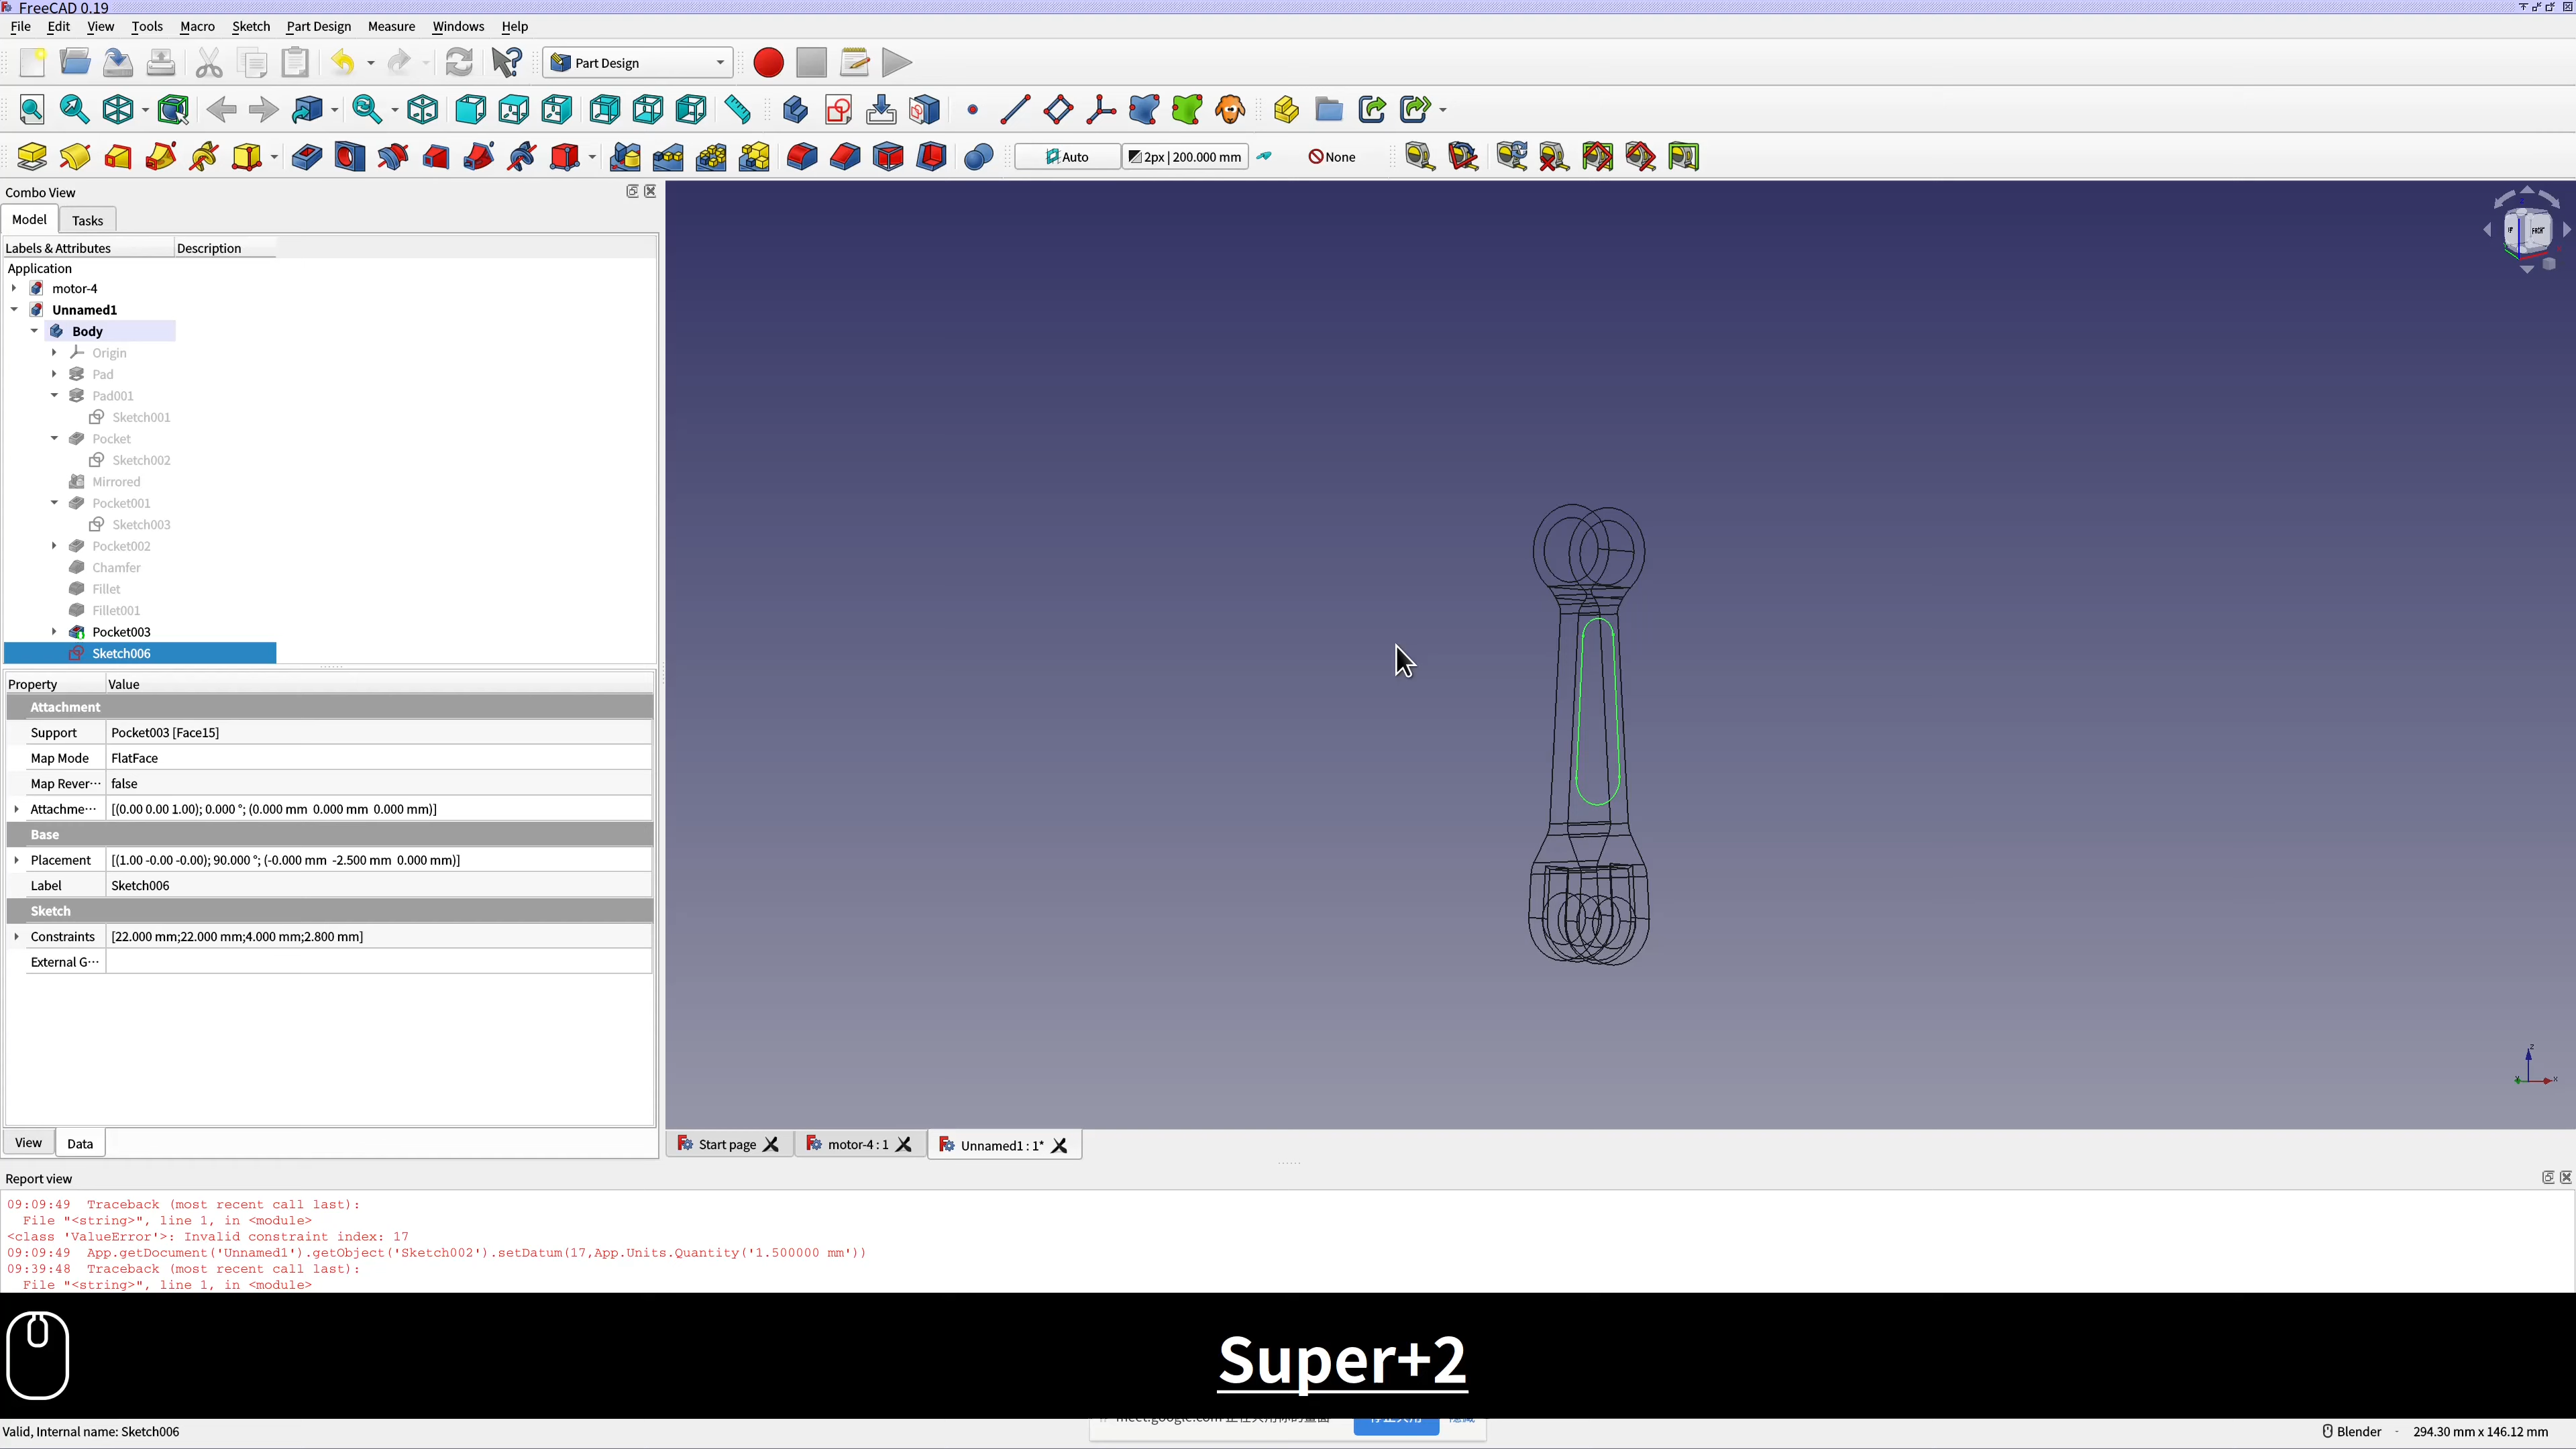 FreeCAD 0.19
File Edit View Tools Macro Sketch Part Design Measure Windows Help
Part Design
Auto 2px | 200.000 mm None
Combo View
Model Tasks
Labels & Attributes Description
Application
motor-4
Unnamed1
Body
Origin
Pad
Pad001
Sketch001
Pocket
Sketch002
Mirrored
Pocket001
Sketch003
Pocket002
Chamfer
Fillet
Fillet001
Pocket003
Sketch006
Property Value
Attachment
Support Pocket003 [Face15]
Map Mode FlatFace
Map Rever··· false
Attachme··· [(0.00 0.00 1.00); 0.000 °; (0.000 mm 0.000 mm 0.000 mm)]
Base
Placement [(1.00 -0.00 -0.00); 90.000 °; (-0.000 mm -2.500 mm 0.000 mm)]
Label Sketch006
Sketch
Constraints [22.000 mm;22.000 mm;4.000 mm;2.800 mm]
External G···
View Data
FRONT
Z
X
Start page motor-4 : 1 Unnamed1 : 1*
Report view
09:09:49 Traceback (most recent call last):
File "<string>", line 1, in <module>
<class 'ValueError'>: Invalid constraint index: 17
09:09:49 App.getDocument('Unnamed1').getObject('Sketch002').setDatum(17,App.Units.Quantity('1.500000 mm'))
09:39:48 Traceback (most recent call last):
File "<string>", line 1, in <module>
Super+2
Valid, Internal name: Sketch006
Blender - 294.30 mm x 146.12 mm